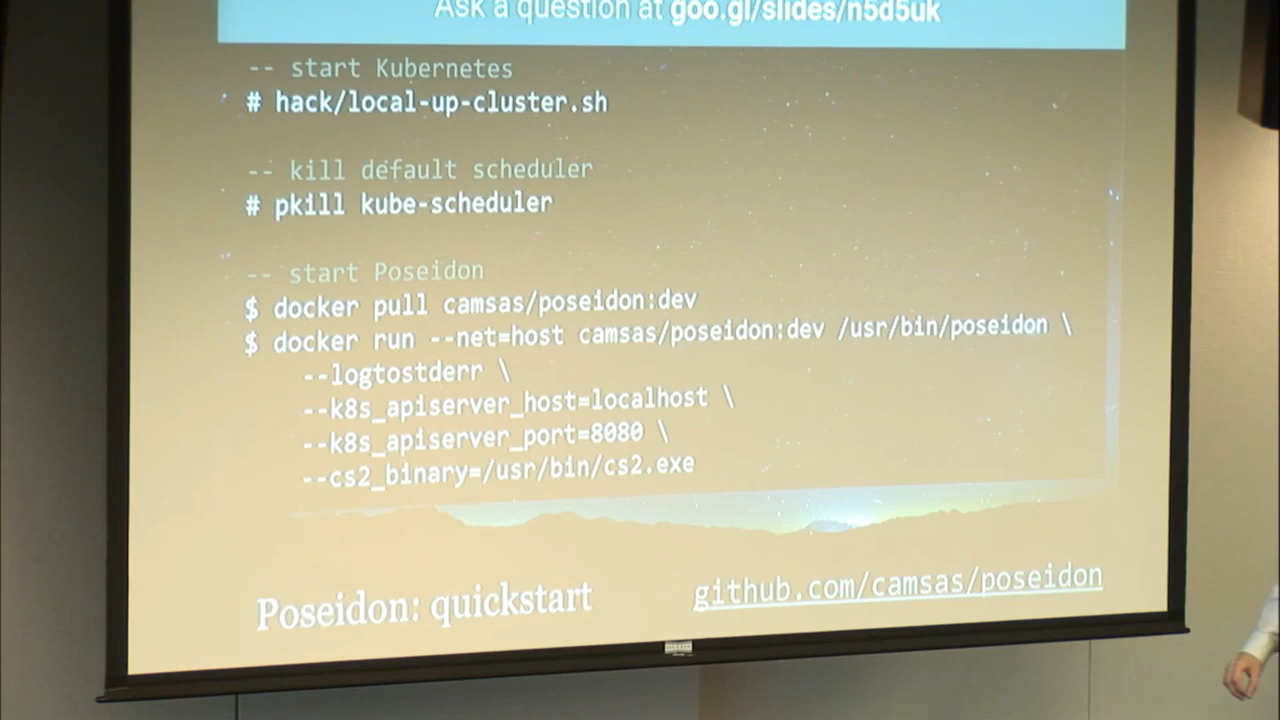 Ask a question at goo.gl/slides/n5d5uk
-- start Kubernetes
# hack/local-up-cluster.sh
-- kill default scheduler
# pkill kube-scheduler
-- start Poseidon
$ docker pull camsas/poseidon:dev
$ docker run --net=host camsas/poseidon:dev /usr/bin/poseidon \
--logtostderr \
--k8s_apiserver_host=localhost \
--k8s_apiserver_port=8080 \
--cs2_binary=/usr/bin/cs2.exe
Poseidon: quickstart
github.com/camsas/poseidon